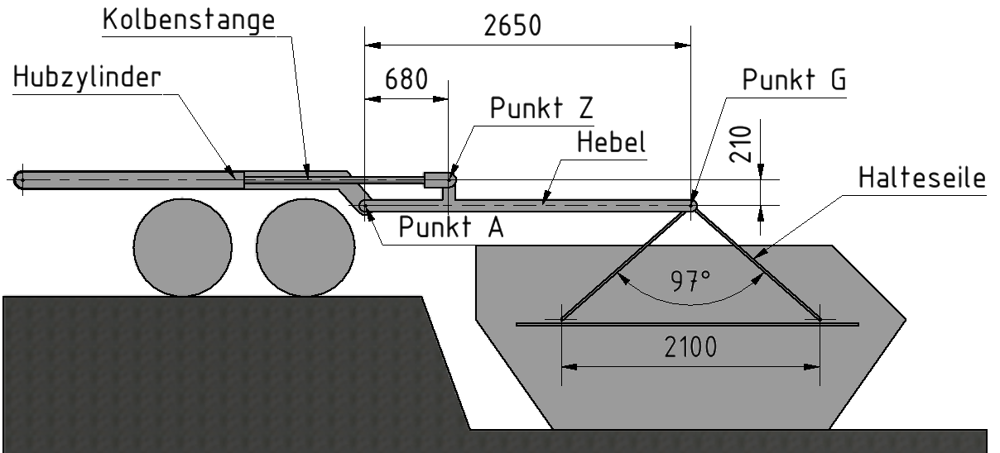 Kolbenstange
2650
Hubzylinder
680
Punkt G
Punkt Z
Hebel
210
Halteseile
Punkt A
97°
2100